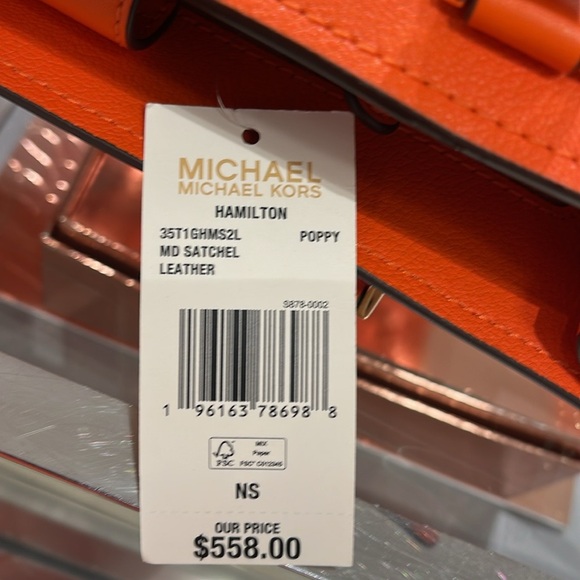 MICHAEL
MICHAEL KORS
HAMILTON
35T1GHMS2L POPPY
MD SATCHEL
LEATHER
S878-0002
1 96163 78698 8
FSC
MIX
Paper
NS
OUR PRICE
$558.00